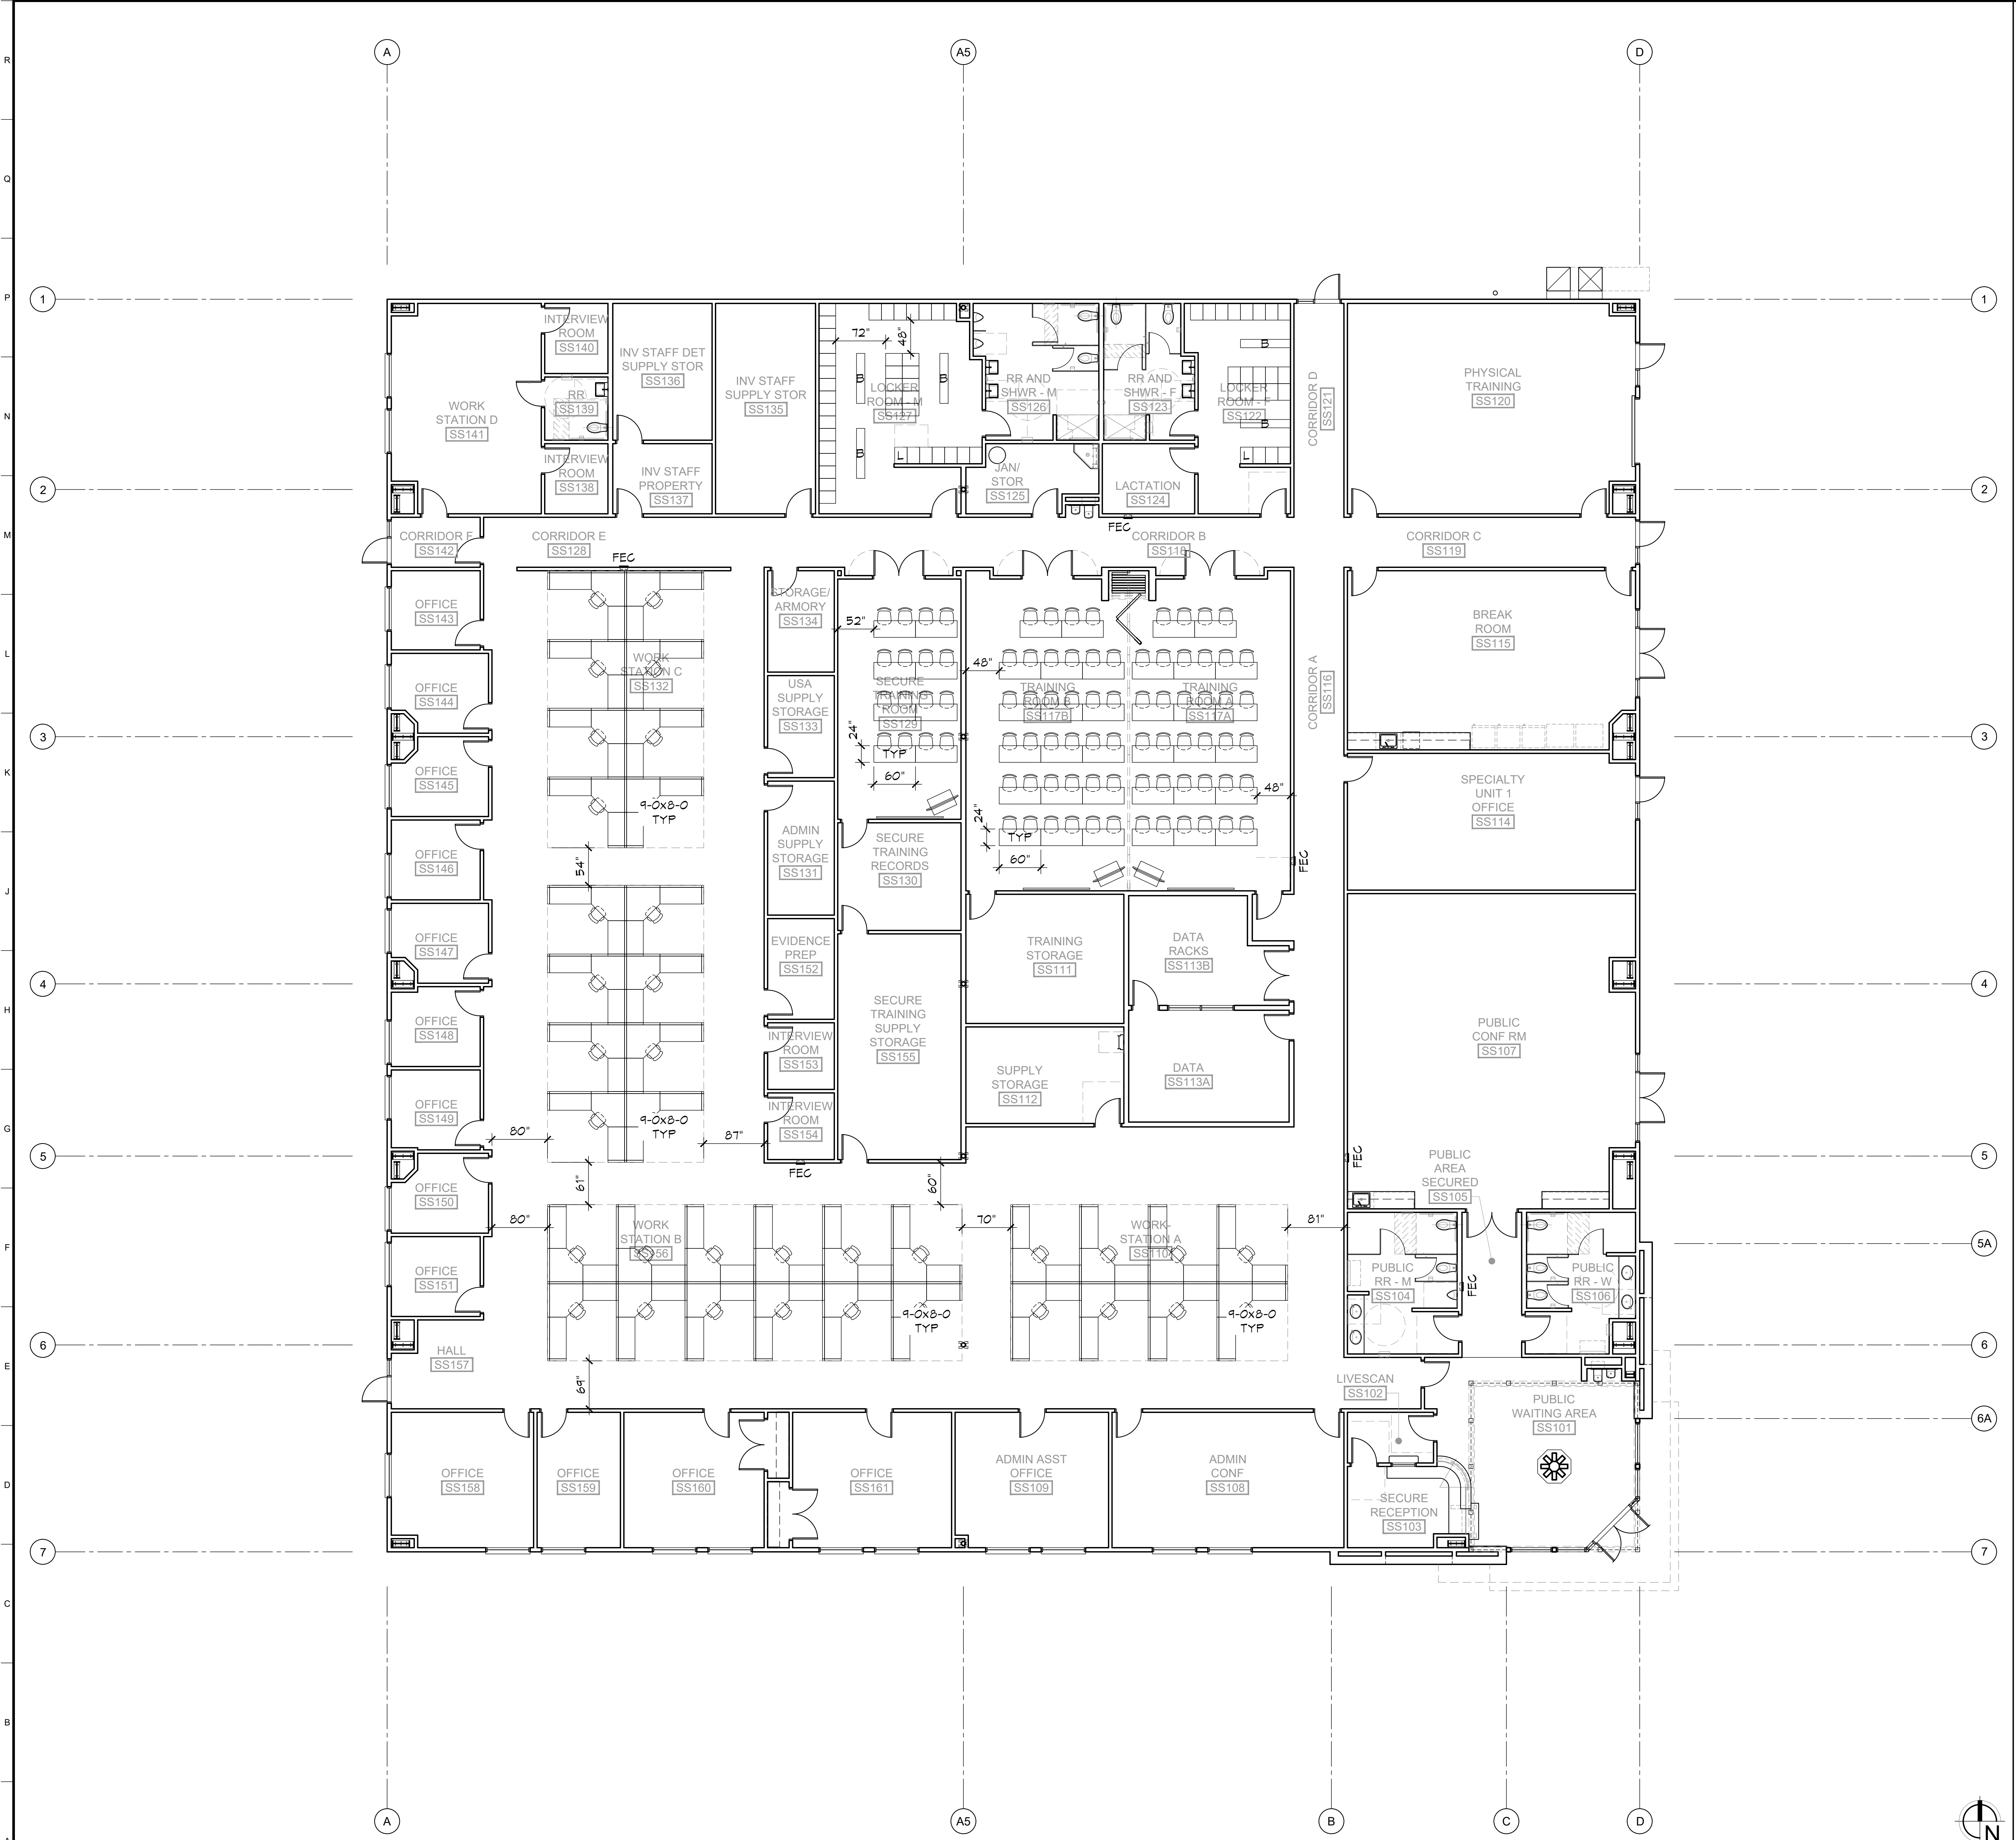 A
A5
D
R
Q
P
N
M
L
K
J
H
G
F
E
D
C
B
A
1
1
INTERVIEW
ROOM
SS140
INV STAFF DET
SUPPLY STOR
SS136
INV STAFF
SUPPLY STOR
SS135
72"
48"
B
B
B
LOCKER
ROOM - M
SS127
L
RR AND
SHWR - M
SS126
RR AND
SHWR - F
SS123
LOCKER
ROOM - F
SS122
B
B
L
CORRIDOR D
SS121
PHYSICAL
TRAINING
SS120
WORK
STATION D
SS141
RR
SS139
INTERVIEW
ROOM
SS138
INV STAFF
PROPERTY
SS137
JAN/
STOR
SS125
LACTATION
SS124
2
2
CORRIDOR F
SS142
CORRIDOR E
SS128
FEC
FEC
CORRIDOR B
SS118
CORRIDOR C
SS119
OFFICE
SS143
STORAGE/
ARMORY
SS134
52"
48"
BREAK
ROOM
SS115
OFFICE
SS144
WORK
STATION C
SS132
USA
SUPPLY
STORAGE
SS133
SECURE
TRAINING
ROOM
SS129
24"
TYP
60"
TRAINING
ROOM B
SS117B
TRAINING
ROOM A
SS117A
CORRIDOR A
SS116
3
3
OFFICE
SS145
9-0x8-0
TYP
48"
SPECIALTY
UNIT 1
OFFICE
SS114
OFFICE
SS146
54"
ADMIN
SUPPLY
STORAGE
SS131
SECURE
TRAINING
RECORDS
SS130
24"
TYP
60"
FEC
OFFICE
SS147
EVIDENCE
PREP
SS152
TRAINING
STORAGE
SS111
DATA
RACKS
SS113B
4
4
OFFICE
SS148
INTERVIEW
ROOM
SS153
SECURE
TRAINING
SUPPLY
STORAGE
SS155
SUPPLY
STORAGE
SS112
DATA
SS113A
PUBLIC
CONF RM
SS107
OFFICE
SS149
80"
9-0x8-0
TYP
87"
INTERVIEW
ROOM
SS154
FEC
5
5
FEC
PUBLIC
AREA
SECURED
SS105
OFFICE
SS150
61"
60"
80"
WORK
STATION B
SS156
70"
WORK-
STATION A
SS110
81"
5A
OFFICE
SS151
9-0x8-0
TYP
9-0x8-0
TYP
PUBLIC
RR - M
SS104
FEC
PUBLIC
RR - W
SS106
6
6
HALL
SS157
69"
LIVESCAN
SS102
PUBLIC
WAITING AREA
SS101
6A
OFFICE
SS158
OFFICE
SS159
OFFICE
SS160
OFFICE
SS161
ADMIN ASST
OFFICE
SS109
ADMIN
CONF
SS108
SECURE
RECEPTION
SS103
7
7
A
A5
B
C
D
N